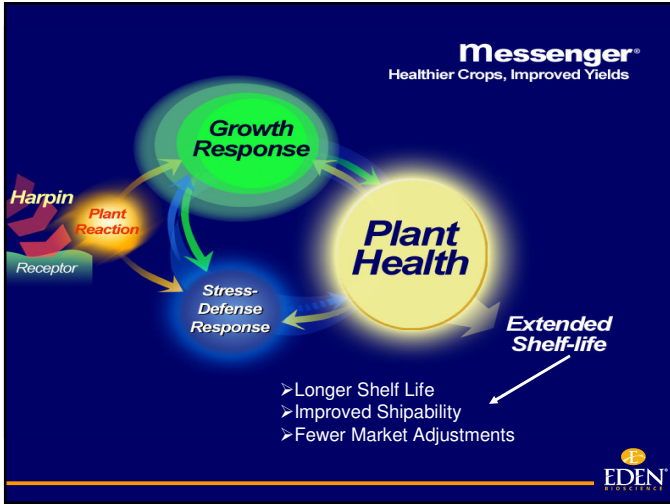 Messenger®
Healthier Crops, Improved Yields
Growth
Response
Harpin
Plant
Reaction
Receptor
Plant
Health
Stress-
Defense
Response
Extended
Shelf-life
➢Longer Shelf Life
➢Improved Shipability
➢Fewer Market Adjustments
EDEN®
BIOSCIENCE